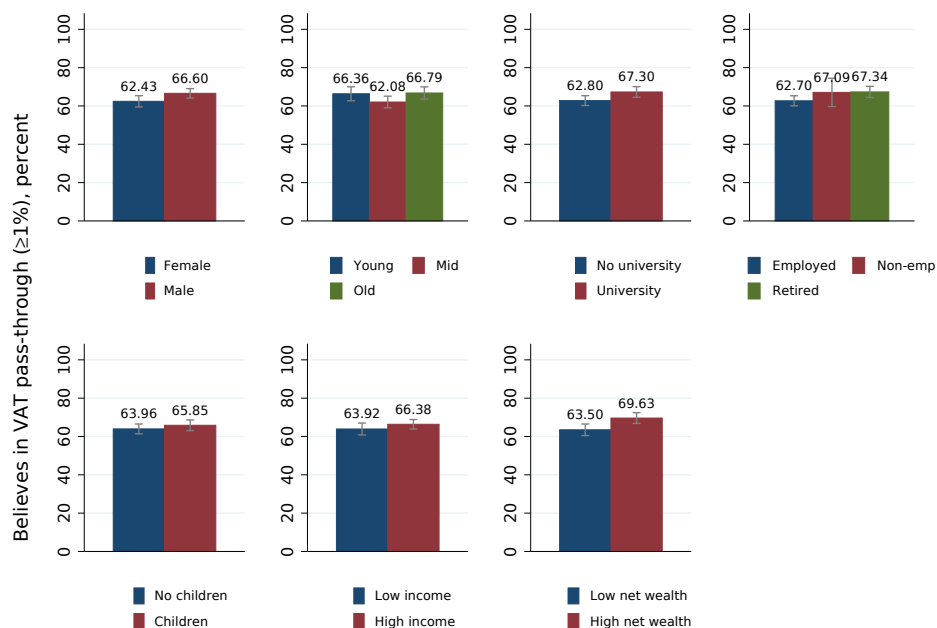 Believes in VAT pass-through (≥1%), percent
100
80
60
40
20
0
62.43 66.60
Female
Male
100
80
60
40
20
0
66.36 62.08 66.79
Young Mid
Old
100
80
60
40
20
0
62.80 67.30
No university
University
100
80
60
40
20
0
62.70 67.09 67.34
Employed Non-emp
Retired
100
80
60
40
20
0
63.96 65.85
No children
Children
100
80
60
40
20
0
63.92 66.38
Low income
High income
100
80
60
40
20
0
63.50 69.63
Low net wealth
High net wealth